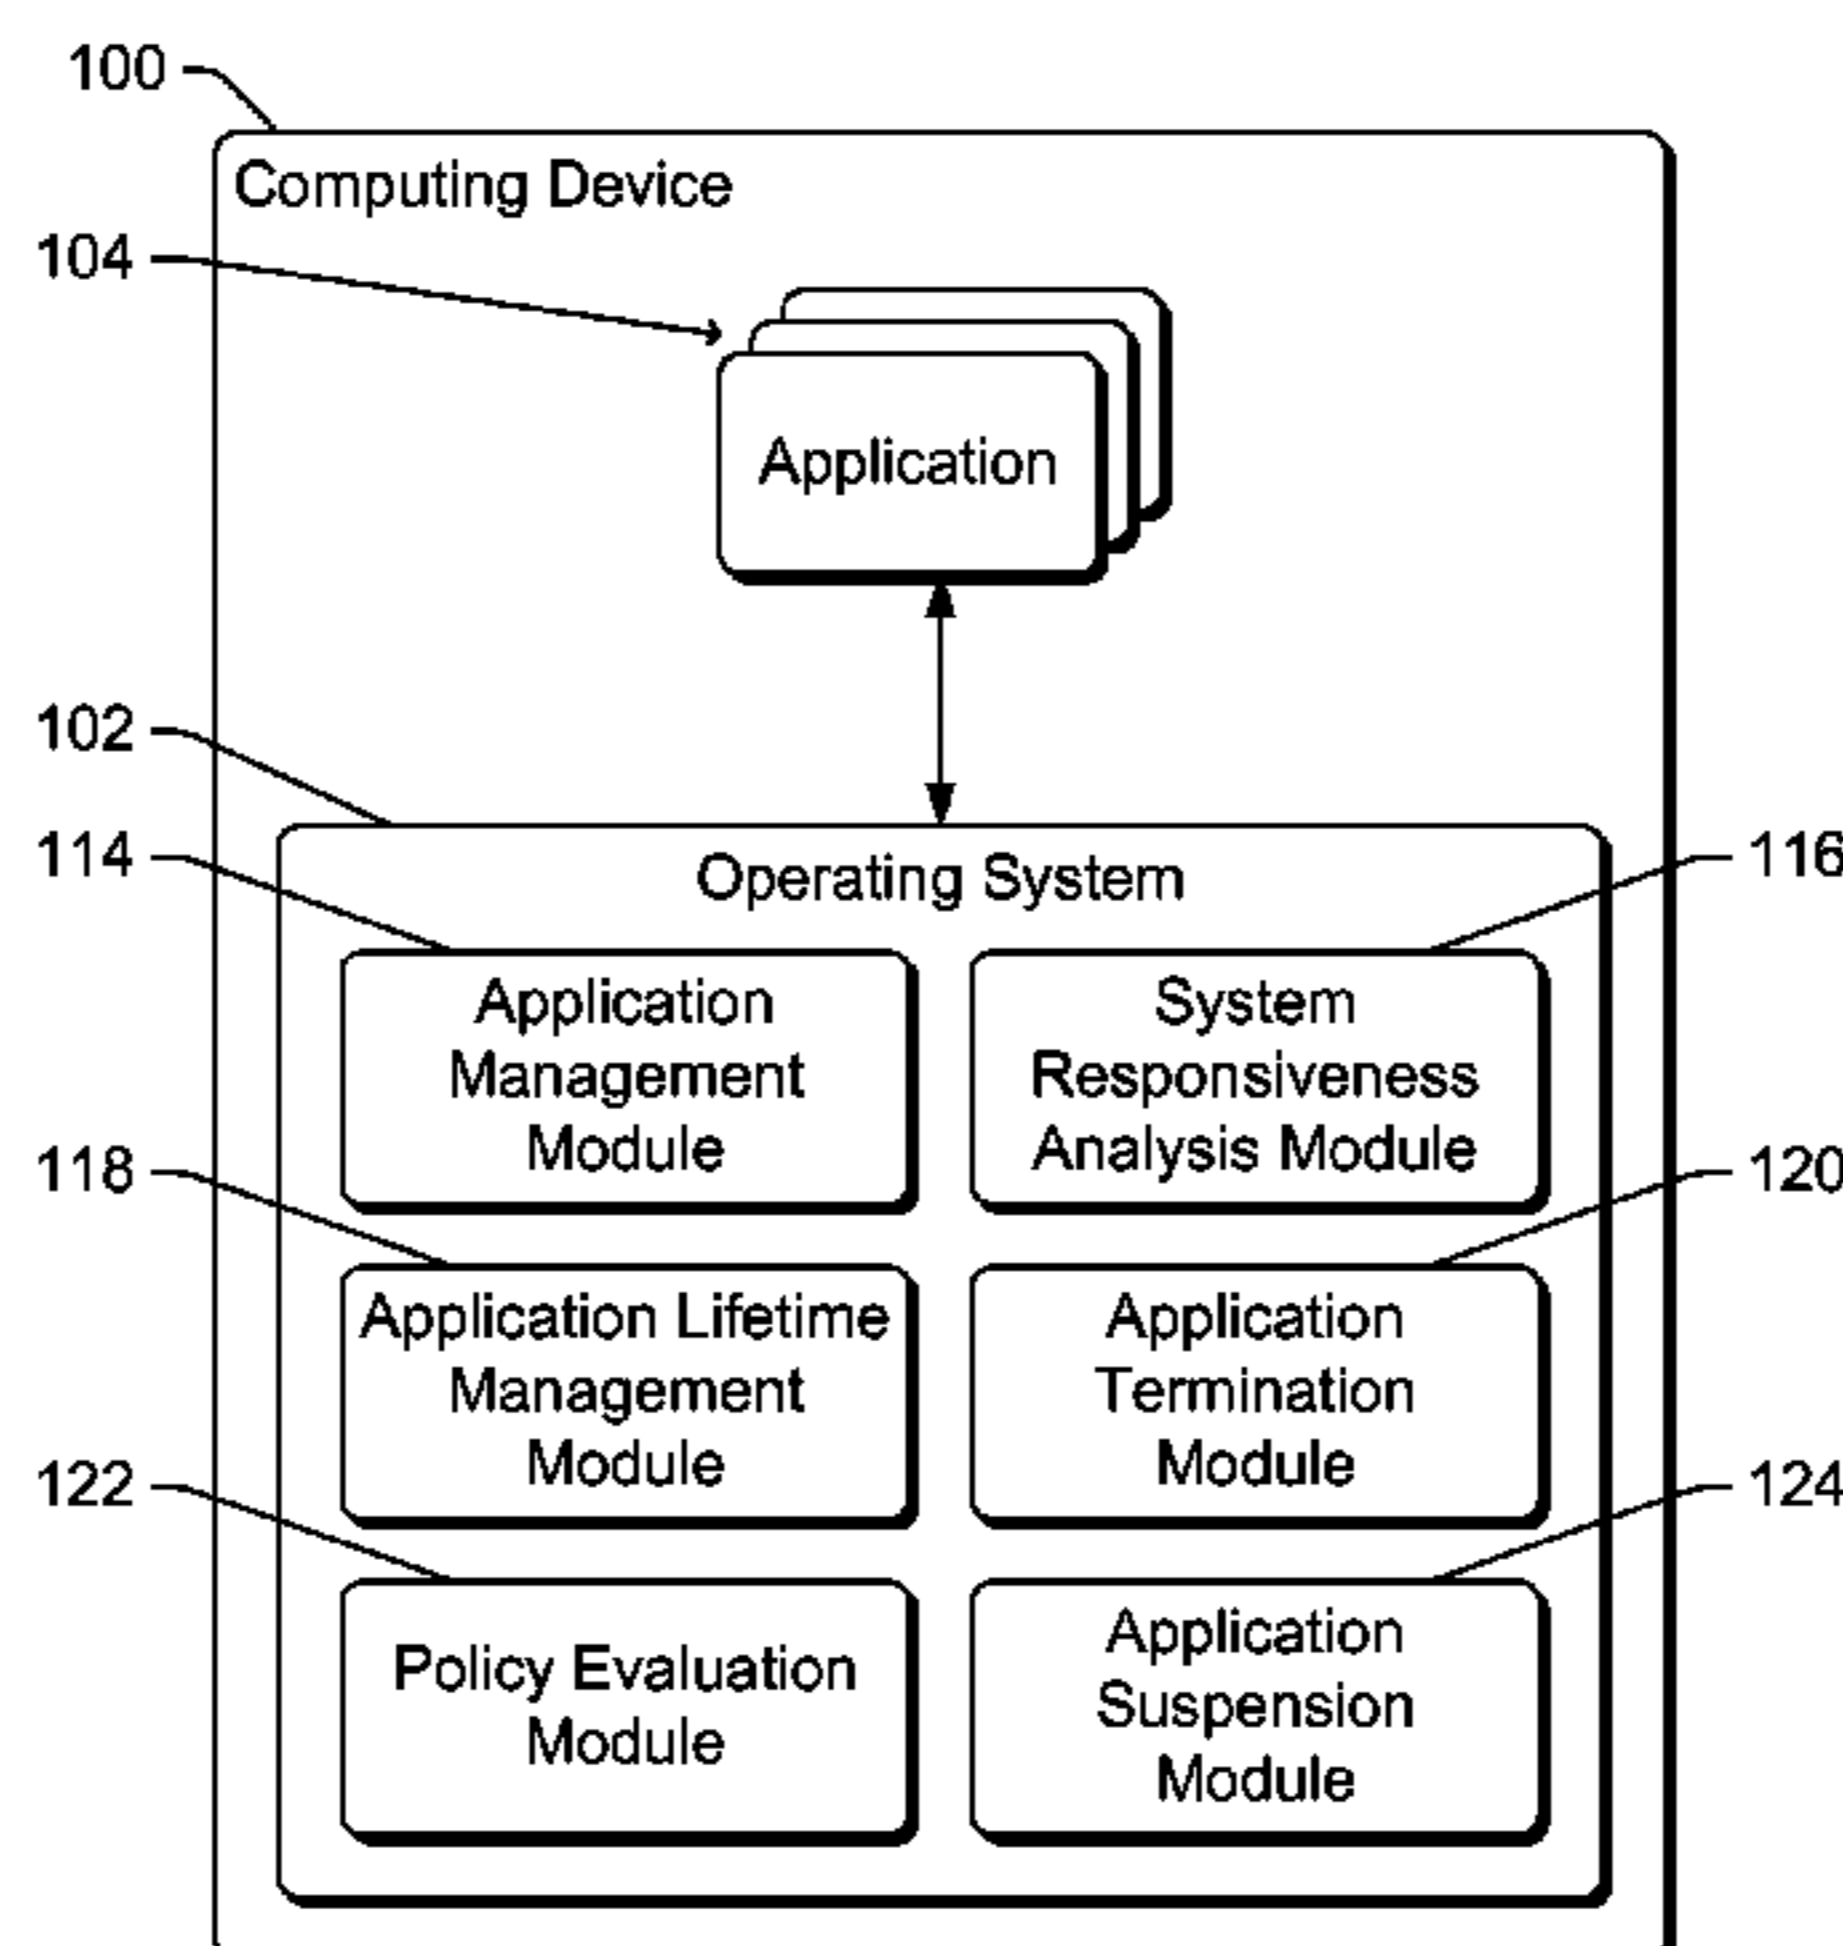 100
Computing Device
104
Application
102
114
116
Operating System
Application
Management
Module
System
Responsiveness
Analysis Module
118
120
Application Lifetime
Management
Module
Application
Termination
Module
122
124
Policy Evaluation
Module
Application
Suspension
Module